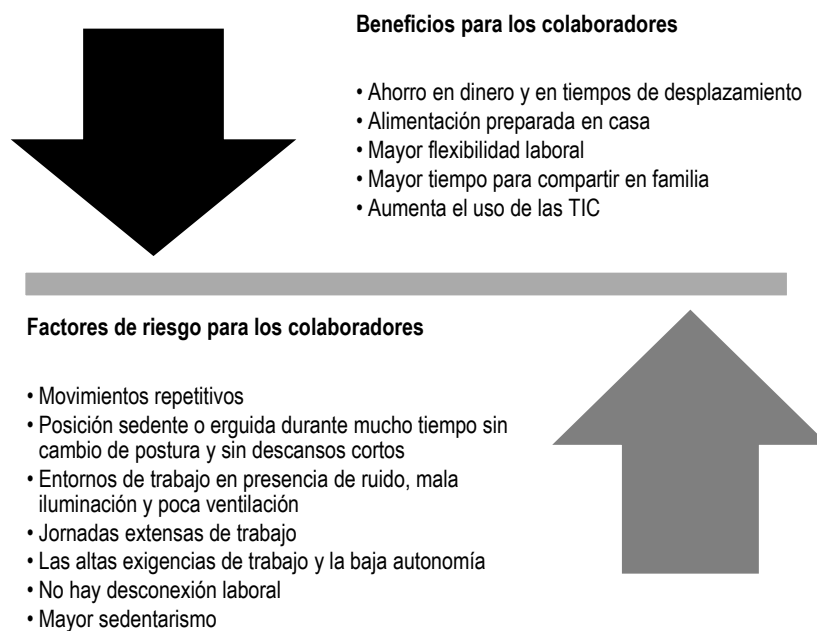 Beneficios para los colaboradores
• Ahorro en dinero y en tiempos de desplazamiento
• Alimentación preparada en casa
• Mayor flexibilidad laboral
• Mayor tiempo para compartir en familia
• Aumenta el uso de las TIC
Factores de riesgo para los colaboradores
• Movimientos repetitivos
• Posición sedente o erguida durante mucho tiempo sin
cambio de postura y sin descansos cortos
• Entornos de trabajo en presencia de ruido, mala
iluminación y poca ventilación
• Jornadas extensas de trabajo
• Las altas exigencias de trabajo y la baja autonomía
• No hay desconexión laboral
• Mayor sedentarismo